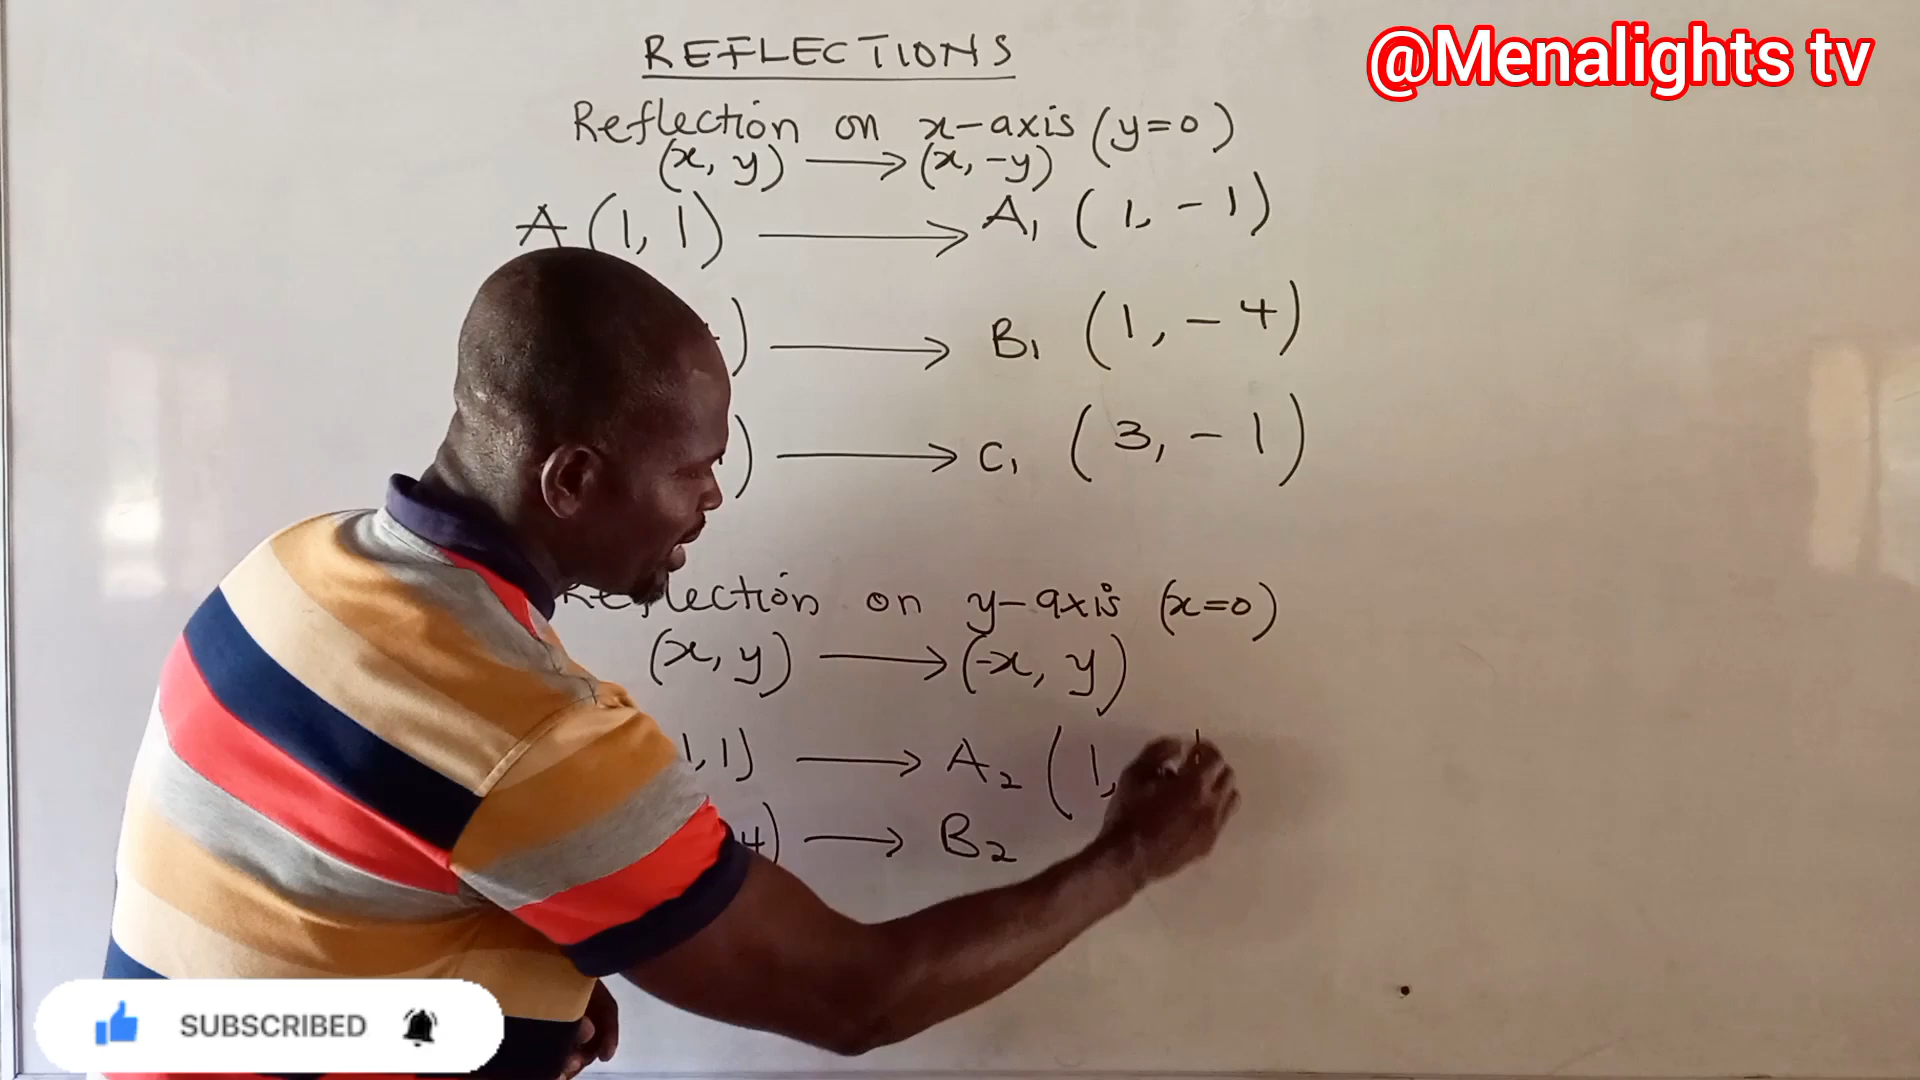 @Menalights tv
REFLECTIONS
Reflection on x-axis (y=0)
(x, y) → (x, -y)
A (1, 1) → A₁ (1, -1)
) → B₁ (1, -4)
) → C₁ (3, -1)
Reflection on y-axis (x=0)
(x, y) → (-x, y)
1, 1) → A₂ (1,
4) → B₂
SUBSCRIBED